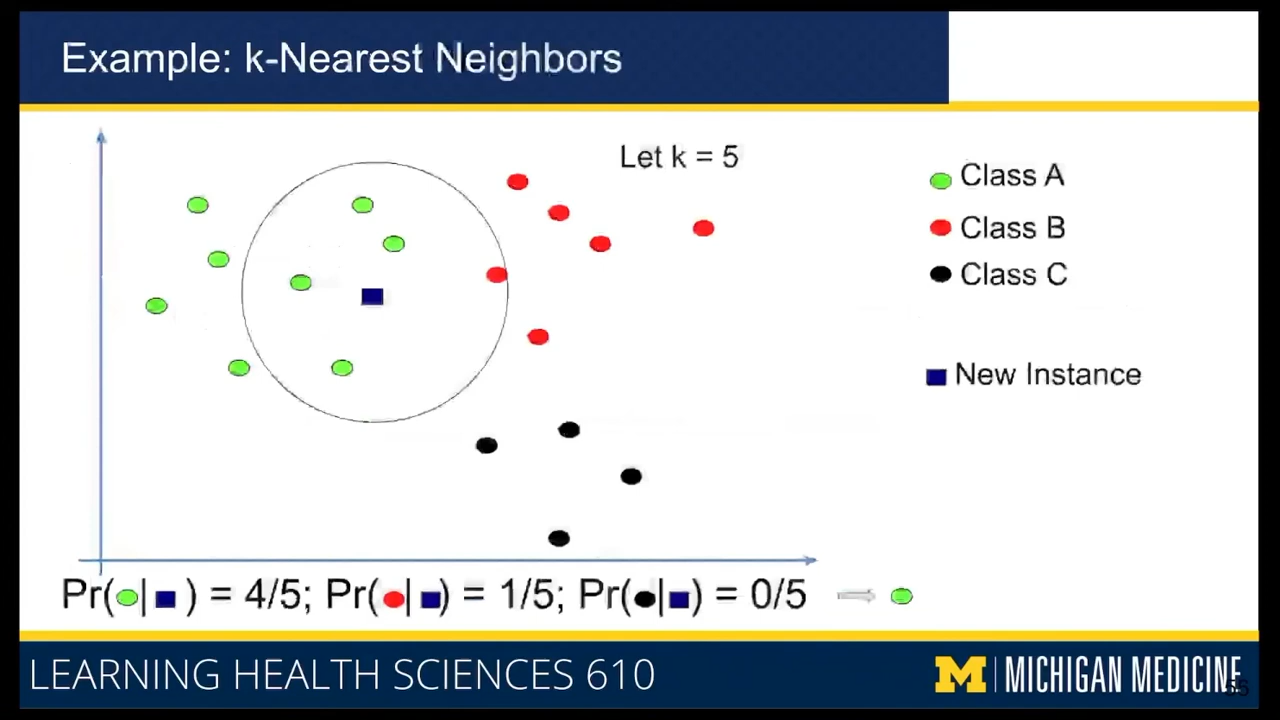 Example: k-Nearest Neighbors
Let k = 5
Class A
Class B
Class C
New Instance
Pr(|) = 4/5; Pr(|) = 1/5; Pr(|) = 0/5
LEARNING HEALTH SCIENCES 610
M | MICHIGAN MEDICINE
55